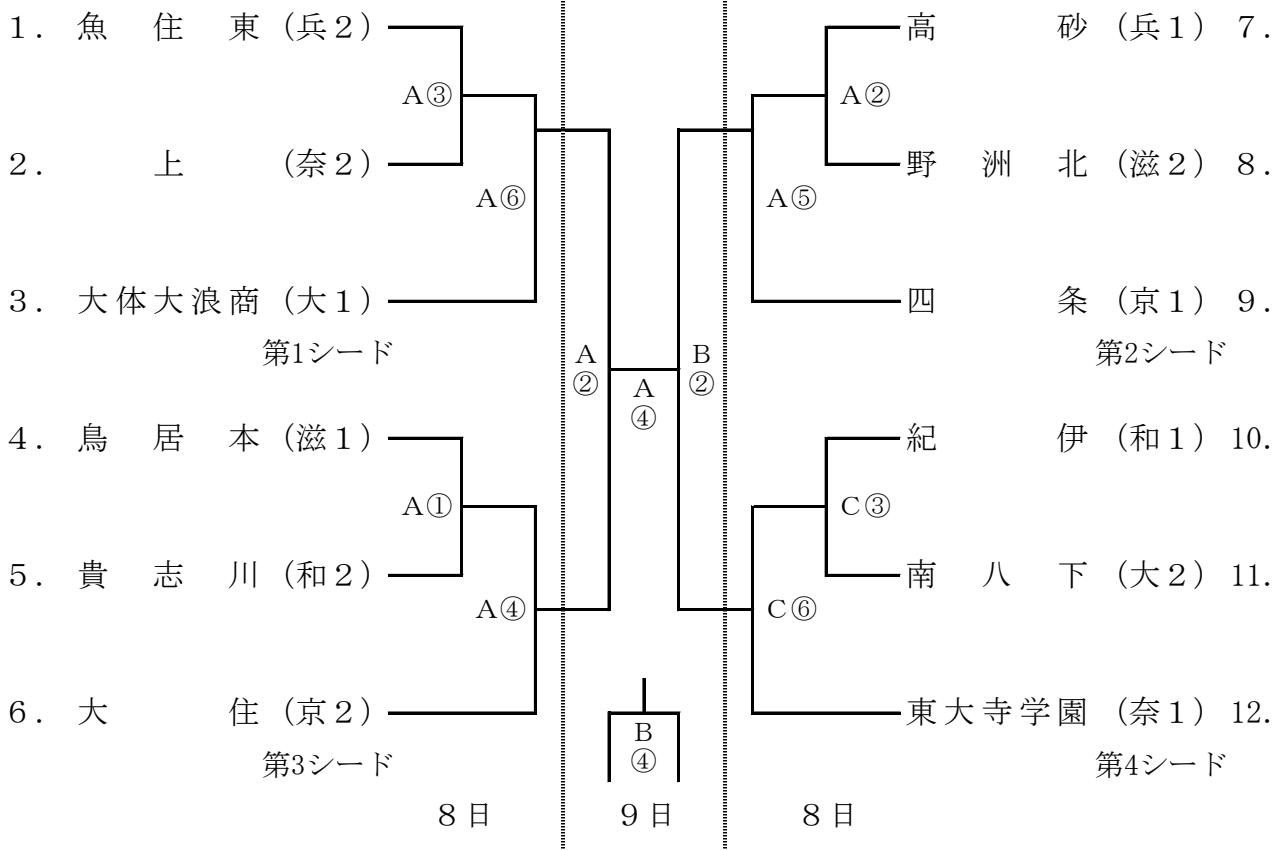 １． 魚住東 （兵２） 高砂 （兵１） ７．
A③ A②
２． 上 （奈２） 野洲北 （滋２） ８．
A⑥ A⑤
３． 大体大浪商 （大１） 四条 （京１） ９．
第1シード 第2シード
A② B②
A④
４． 鳥居本 （滋１） 紀伊 （和１） 10．
A① C③
５． 貴志川 （和２） 南八下 （大２） 11．
A④ C⑥
６． 大住 （京２） 東大寺学園 （奈１） 12．
B④
第3シード 第4シード
８日 ９日 ８日